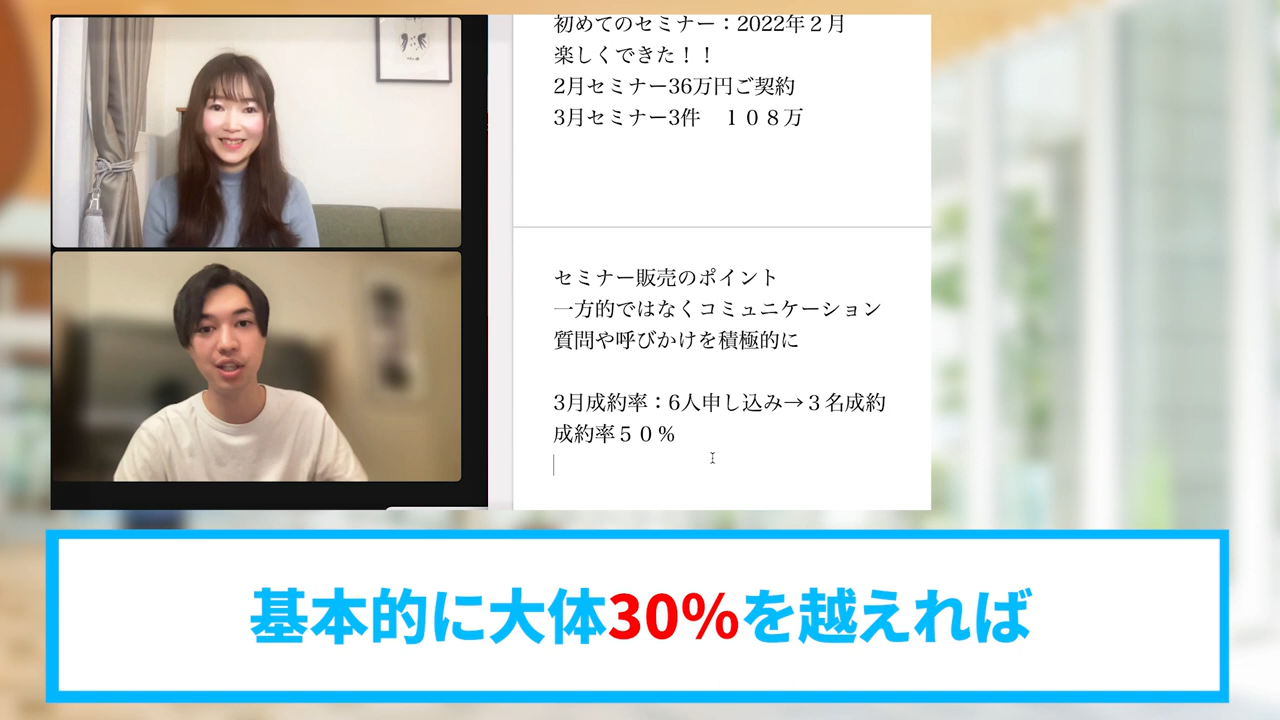 初めてのセミナー：2022年２月
楽しくできた！！
2月セミナー36万円ご契約
3月セミナー3件　１０８万
セミナー販売のポイント
一方的ではなくコミュニケーション
質問や呼びかけを積極的に
3月成約率：6人申し込み→３名成約
成約率５０％
基本的に大体30%を越えれば